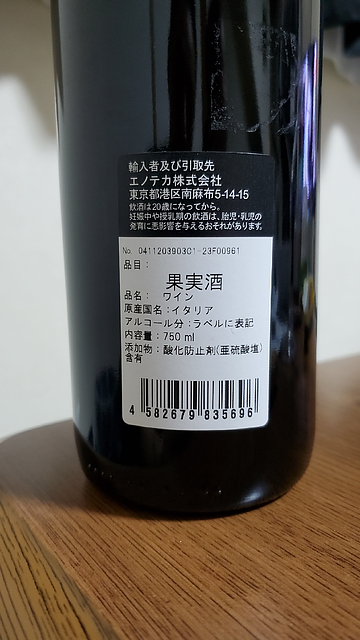 輸入者及び引取先
エノテカ株式会社
東京都港区南麻布5-14-15
飲酒は20歳になってから。
妊娠中や授乳期の飲酒は、胎児・乳児の
発育に悪影響を与えるおそれがあります。
No. 041120390301-23F00961
品目：
果実酒
品名： ワイン
原産国名：イタリア
アルコール分：ラベルに表記
内容量：750 ml
添加物：酸化防止剤(亜硫酸塩)
含有
4 582679 835696